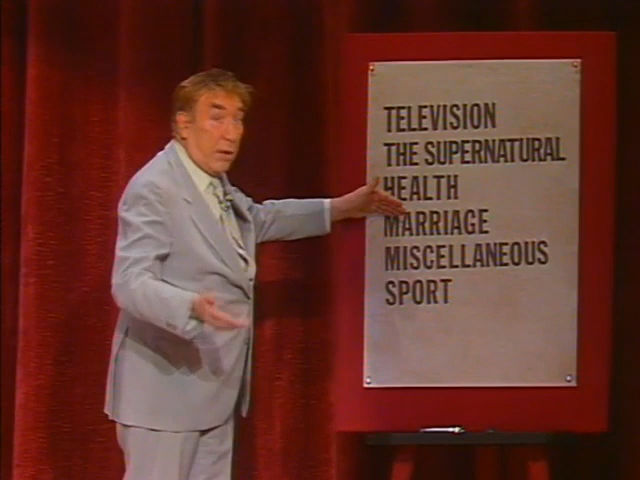 TELEVISION
THE SUPERNATURAL
HEALTH
MARRIAGE
MISCELLANEOUS
SPORT